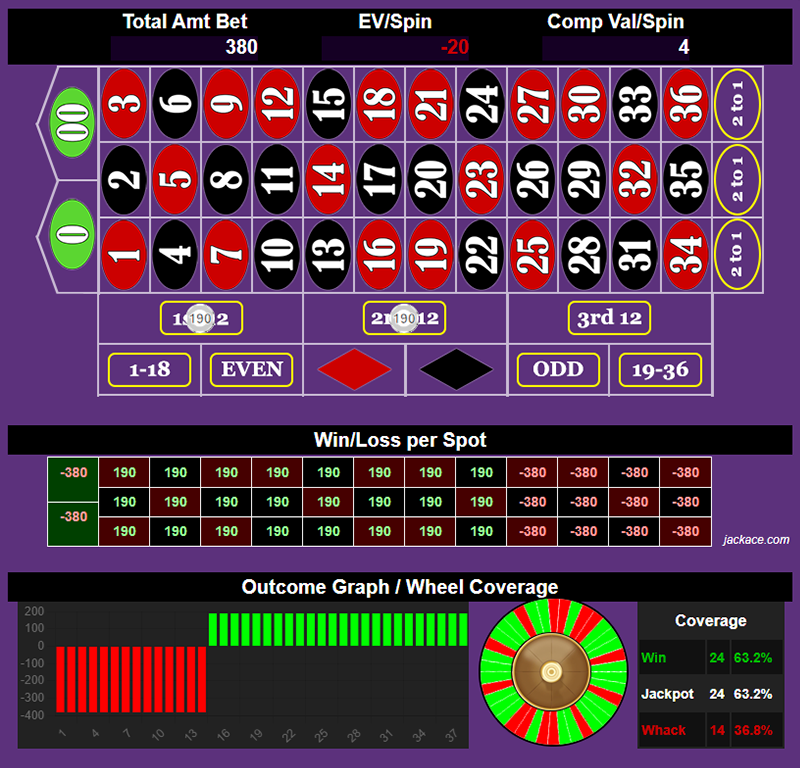 Total Amt Bet EV/Spin Comp Val/Spin
380 -20 4
00 3 6 9 12 15 18 21 24 27 30 33 36 2 to 1
2 5 8 11 14 17 20 23 26 29 32 35 2 to 1
0 1 4 7 10 13 16 19 22 25 28 31 34 2 to 1
190 12 190 12 3rd 12
1-18 EVEN ODD 19-36
Win/Loss per Spot
-380 190 190 190 190 190 190 190 190 -380 -380 -380 -380
190 190 190 190 190 190 190 190 -380 -380 -380 -380
-380 190 190 190 190 190 190 190 190 -380 -380 -380 -380
jackace.com
Outcome Graph / Wheel Coverage
200
100
0
-100
-200
-300
-400
1 4 7 10 13 16 19 22 25 28 31 34 37
Coverage
Win 24 63.2%
Jackpot 24 63.2%
Whack 14 36.8%